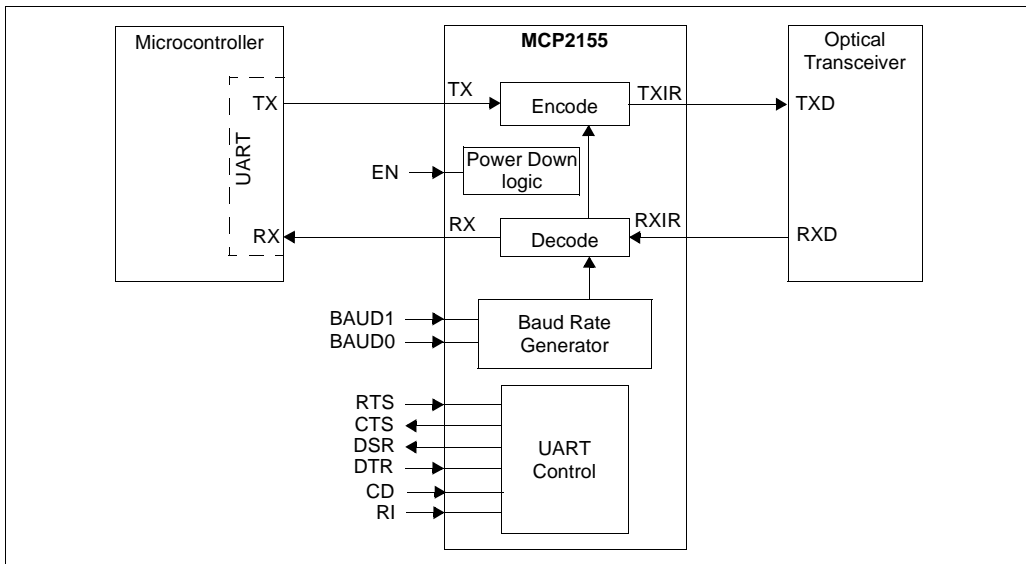 Microcontroller
MCP2155
Optical
Transceiver
TX
TX
Encode
TXIR
TXD
UART
EN
Power Down
logic
RX
RX
Decode
RXIR
RXD
BAUD1
BAUD0
Baud Rate
Generator
RTS
CTS
DSR
DTR
CD
RI
UART
Control